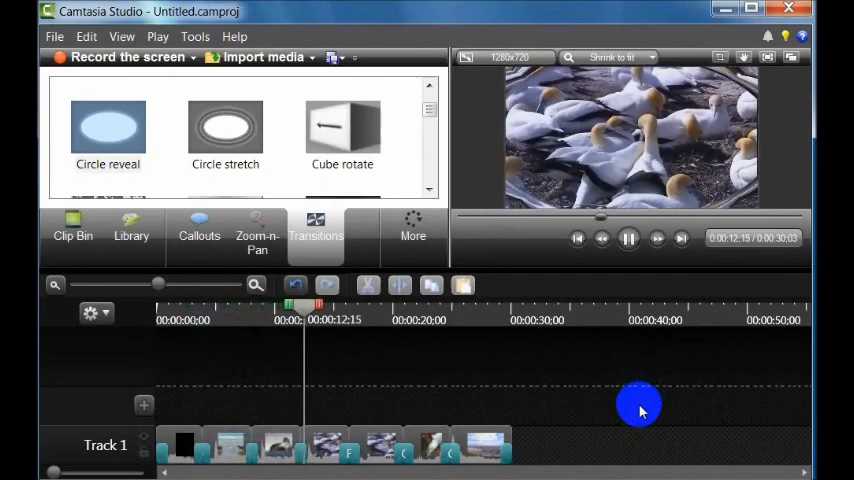 Camtasia Studio - Untitled.camproj
File Edit View Play Tools Help
Record the screen Import media
1280x720 Shrink to fit
Circle reveal Circle stretch Cube rotate
Clip Bin Library Callouts Zoom-n-Pan Transitions More
0:00:12;15 / 0:00:30;03
00:00:00;00 00:00: 00:00:12;15 00:00:20;00 00:00:30;00 00:00:40;00 00:00:50;00
Track 1
F C C